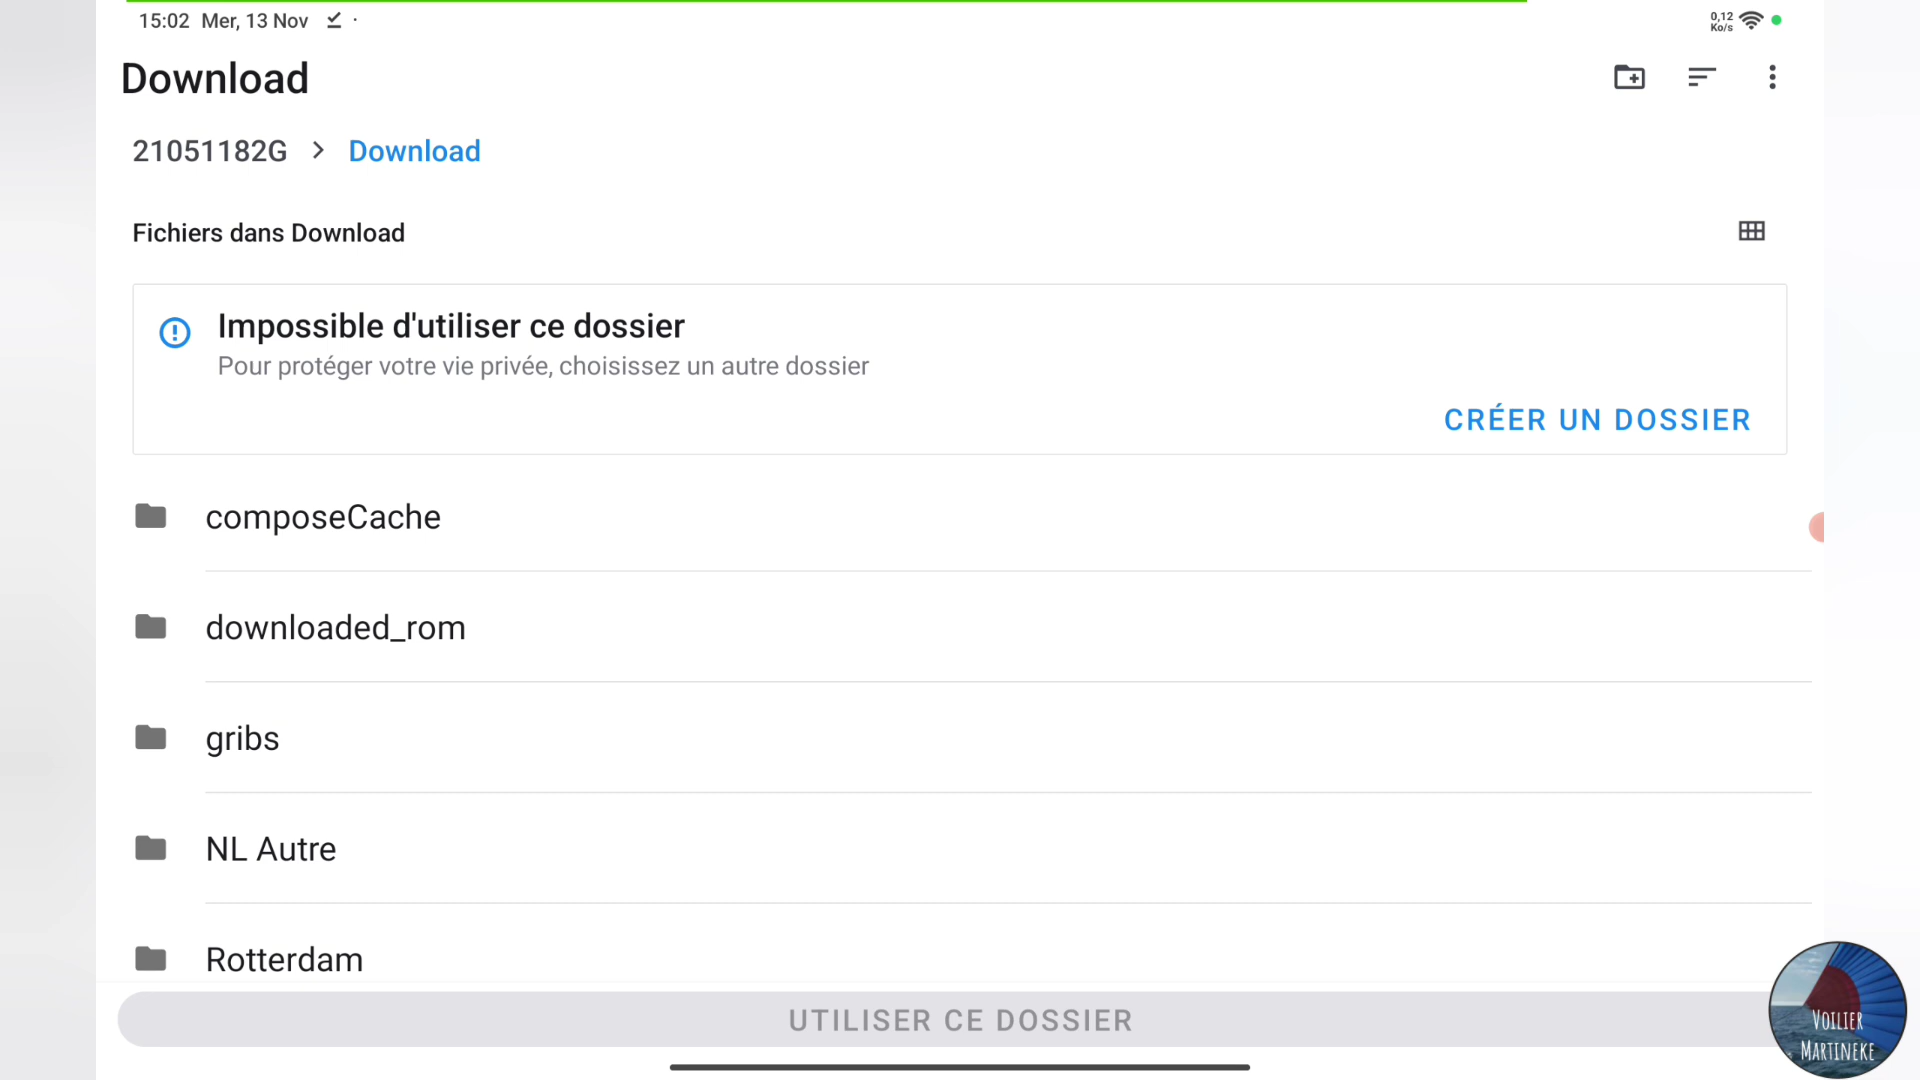 15:02 Mer, 13 Nov
0,12
Ko/s
Download
21051182G > Download
Fichiers dans Download
Impossible d'utiliser ce dossier
Pour protéger votre vie privée, choisissez un autre dossier
CRÉER UN DOSSIER
composeCache
downloaded_rom
gribs
NL Autre
Rotterdam
UTILISER CE DOSSIER
VOILIER
MARTINEKE